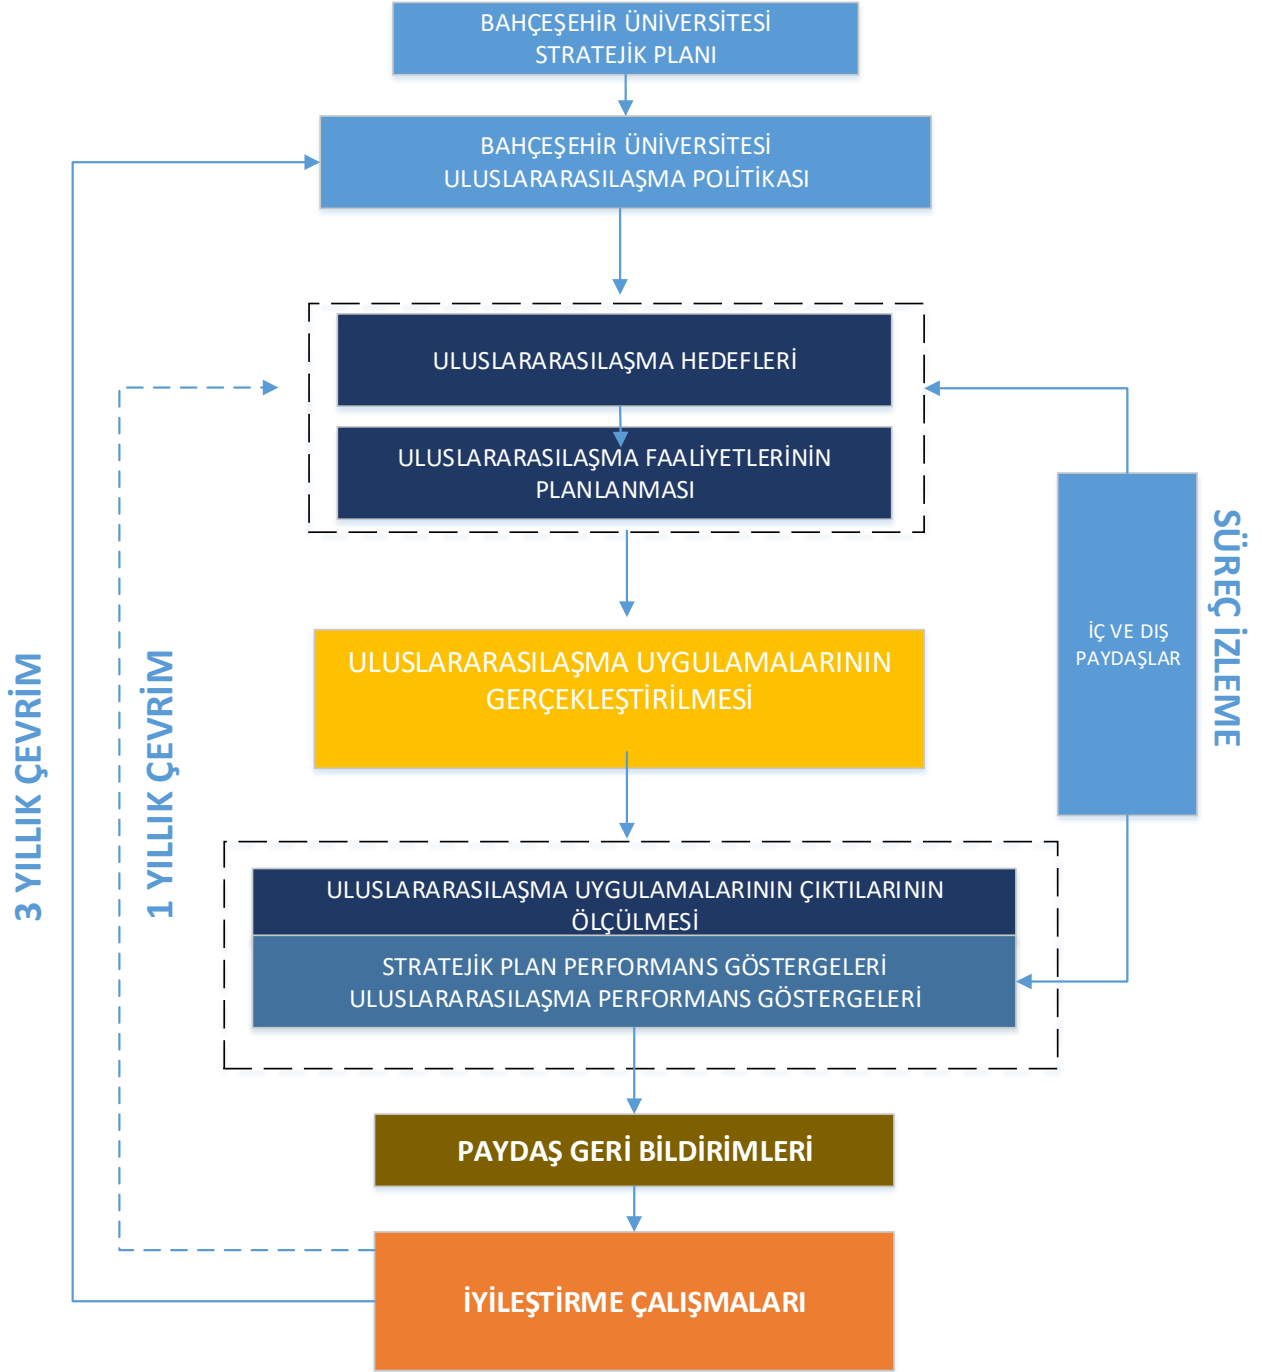 BAHÇEŞEHİR ÜNİVERSİTESİ
STRATEJİK PLANI
BAHÇEŞEHİR ÜNİVERSİTESİ
ULUSLARARASILAŞMA POLİTİKASI
ULUSLARARASILAŞMA HEDEFLERİ
ULUSLARARASILAŞMA FAALİYETLERİNİN
PLANLANMASI
ULUSLARARASILAŞMA UYGULAMALARININ
GERÇEKLEŞTİRİLMESİ
İÇ VE DIŞ
PAYDAŞLAR
SÜREÇ İZLEME
3 YILLIK ÇEVRİM
1 YILLIK ÇEVRİM
ULUSLARARASILAŞMA UYGULAMALARININ ÇIKTILARININ
ÖLÇÜLMESİ
STRATEJİK PLAN PERFORMANS GÖSTERGELERİ
ULUSLARARASILAŞMA PERFORMANS GÖSTERGELERİ
PAYDAŞ GERİ BİLDİRİMLERİ
İYİLEŞTİRME ÇALIŞMALARI